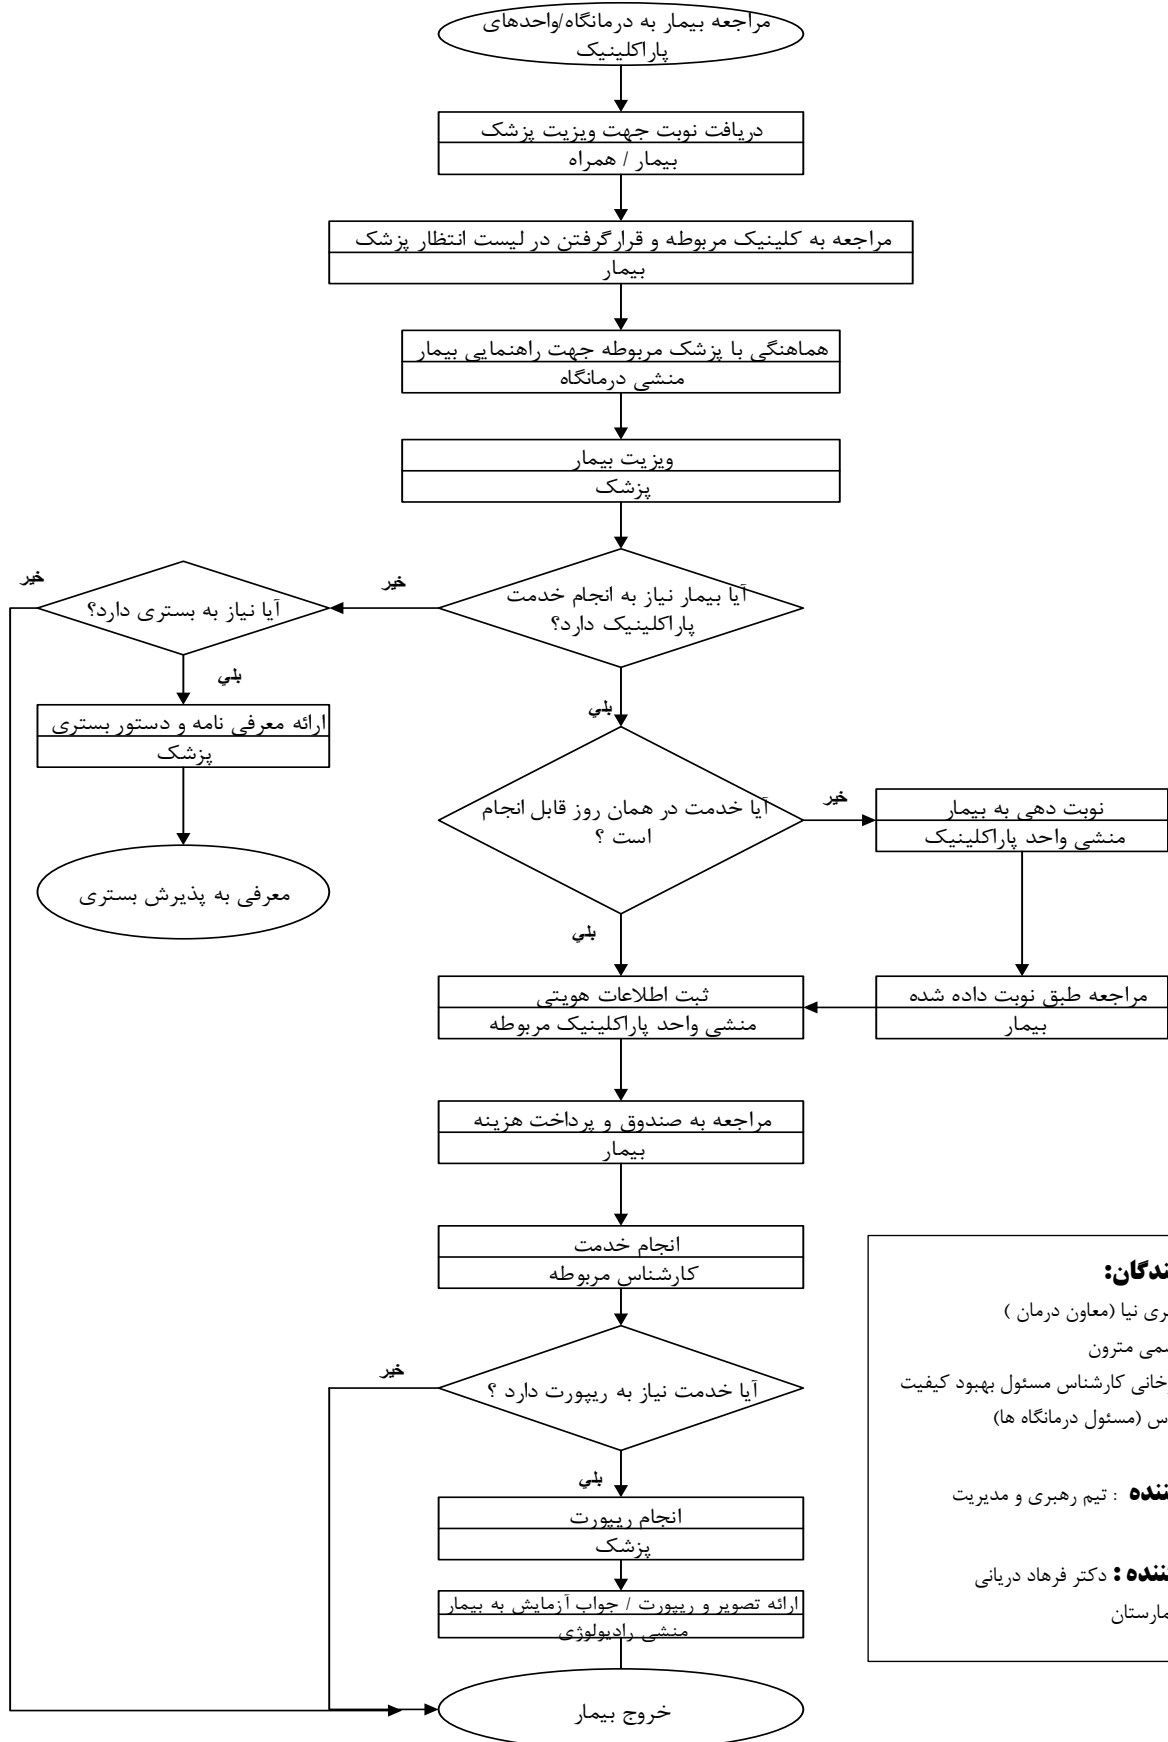 مراجعه بیمار به درمانگاه/واحدهای
پاراکلینیک
دریافت نوبت جهت ویزیت پزشک
بیمار / همراه
مراجعه به کلینیک مربوطه و قرارگرفتن در لیست انتظار پزشک
بیمار
هماهنگی با پزشک مربوطه جهت راهنمایی بیمار
منشی درمانگاه
ویزیت بیمار
پزشک
آیا بیمار نیاز به انجام خدمت
پاراکلینیک دارد؟
خیر
آیا نیاز به بستری دارد؟
خیر
بلي
ارائه معرفی نامه و دستور بستری
پزشک
معرفی به پذیرش بستری
بلي
آیا خدمت در همان روز قابل انجام
است ؟
خیر
نوبت دهی به بیمار
منشی واحد پاراکلینیک
مراجعه طبق نوبت داده شده
بیمار
بلي
ثبت اطلاعات هویتی
منشی واحد پاراکلینیک مربوطه
مراجعه به صندوق و پرداخت هزینه
بیمار
انجام خدمت
کارشناس مربوطه
آیا خدمت نیاز به ریپورت دارد ؟
خیر
بلي
انجام ریپورت
پزشک
ارائه تصویر و ریپورت / جواب آزمایش به بیمار
منشی رادیولوژی
خروج بیمار
نیا (معاون درمان )
مترون
کارشناس مسئول بهبود کیفیت
(مسئول درمانگاه ها)
: تیم رهبری و مدیریت
: دکتر فرهاد دریانی